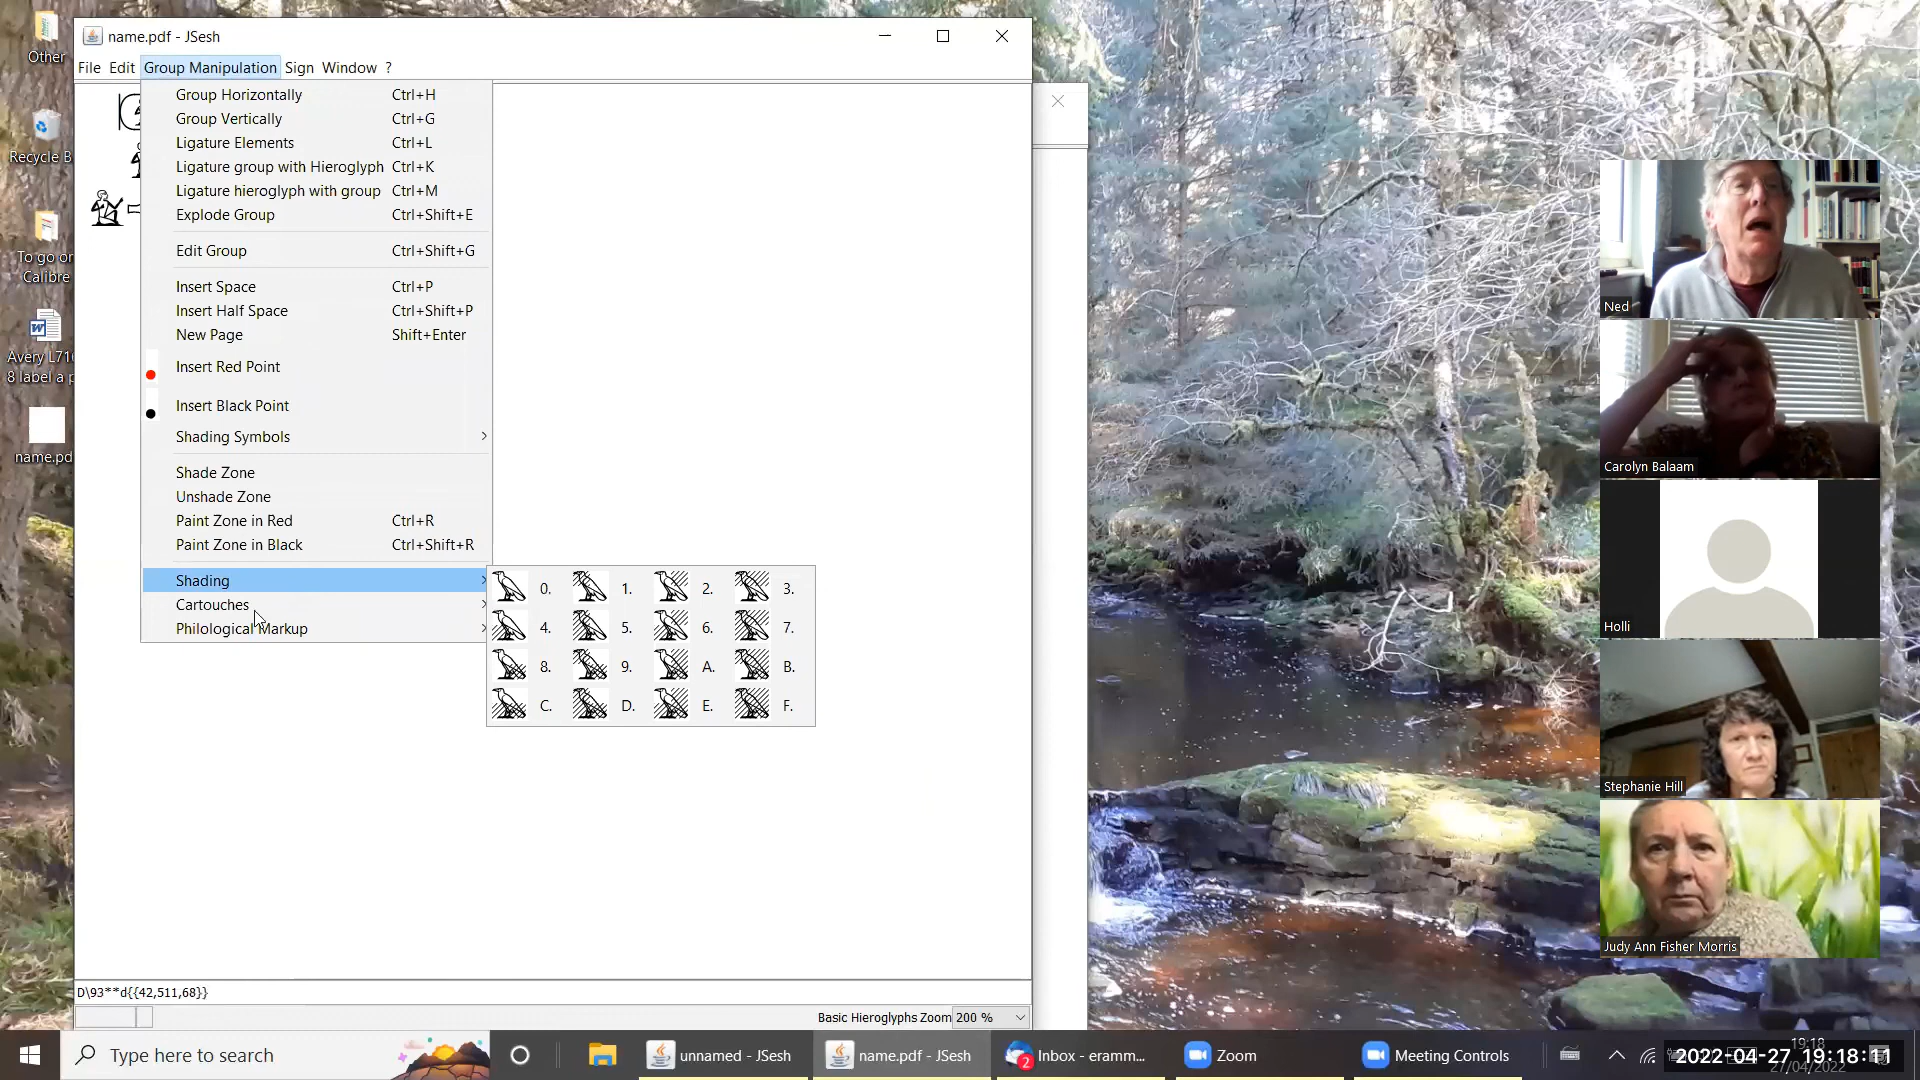 Other
Recycle B
To go or
Calibre
Avery L716
8 label a p
name.pd
name.pdf - JSesh
File Edit Group Manipulation Sign Window ?
Group Horizontally Ctrl+H
Group Vertically Ctrl+G
Ligature Elements Ctrl+L
Ligature group with Hieroglyph Ctrl+K
Ligature hieroglyph with group Ctrl+M
Explode Group Ctrl+Shift+E
Edit Group Ctrl+Shift+G
Insert Space Ctrl+P
Insert Half Space Ctrl+Shift+P
New Page Shift+Enter
Insert Red Point
Insert Black Point
Shading Symbols
Shade Zone
Unshade Zone
Paint Zone in Red Ctrl+R
Paint Zone in Black Ctrl+Shift+R
Shading
Cartouches
Philological Markup
0. 1. 2. 3.
4. 5. 6. 7.
8. 9. A. B.
C. D. E. F.
D\93**d{{42,511,68}}
Basic Hieroglyphs Zoom 200 %
Ned
Carolyn Balaam
Holli
Stephanie Hill
Judy Ann Fisher Morris
Type here to search
unnamed - JSesh
name.pdf - JSesh
2
Inbox - eramm...
Zoom
Meeting Controls
19:18
27/04/2022
2022-04-27 19:18:11